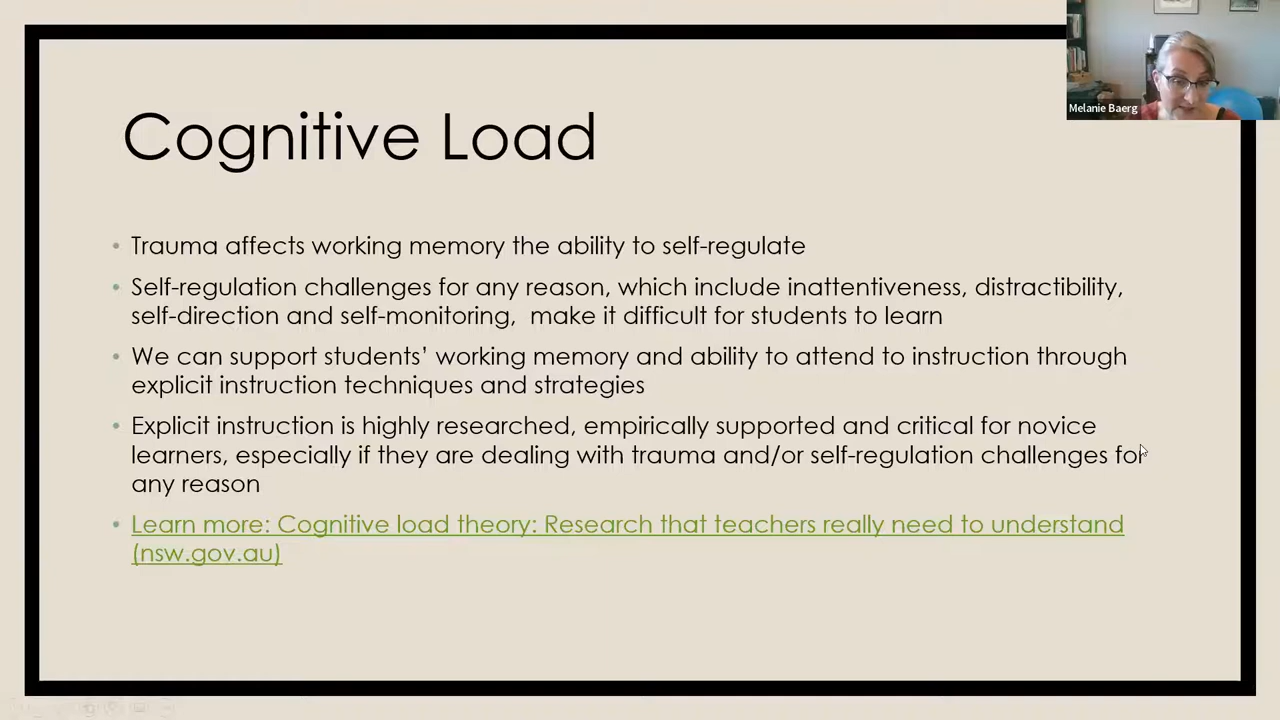 Melanie Baerg
Cognitive Load
• Trauma affects working memory the ability to self-regulate
• Self-regulation challenges for any reason, which include inattentiveness, distractibility,
self-direction and self-monitoring,  make it difficult for students to learn
• We can support students’ working memory and ability to attend to instruction through
explicit instruction techniques and strategies
• Explicit instruction is highly researched, empirically supported and critical for novice
learners, especially if they are dealing with trauma and/or self-regulation challenges for
any reason
• Learn more: Cognitive load theory: Research that teachers really need to understand
(nsw.gov.au)